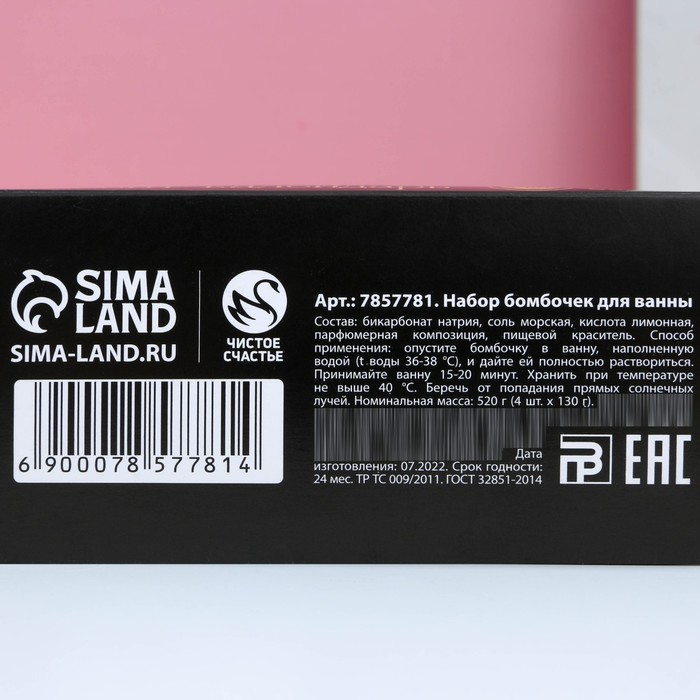 SIMA
LAND
SIMA-LAND.RU
ЧИСТОЕ
СЧАСТЬЕ
6 900078 577814
Арт.: 7857781. Набор бомбочек для ванны
Состав: бикарбонат натрия, соль морская, кислота лимонная,
парфюмерная композиция, пищевой краситель. Способ
применения: опустите бомбочку в ванну, наполненную
водой (t воды 36-38 °C), и дайте ей полностью раствориться.
Принимайте ванну 15-20 минут. Хранить при температуре
не выше 40 °C. Беречь от попадания прямых солнечных
лучей. Номинальная масса: 520 г (4 шт. х 130 г).
Дата
изготовления: 07.2022. Срок годности:
24 мес. ТР ТС 009/2011. ГОСТ 32851-2014
EAC